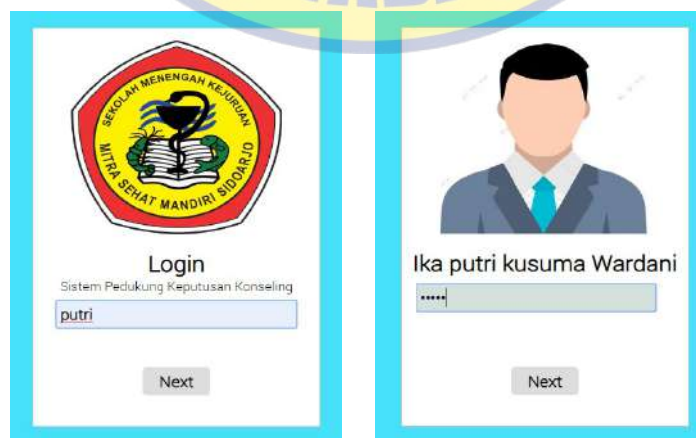 SEKOLAH MENENGAH KEJURUAN
MITRA SEHAT MANDIRI SIDOARJO
Login
Sistem Pedukung Keputusan Konseling
putri
Next
Ika putri kusuma Wardani
•••••
Next